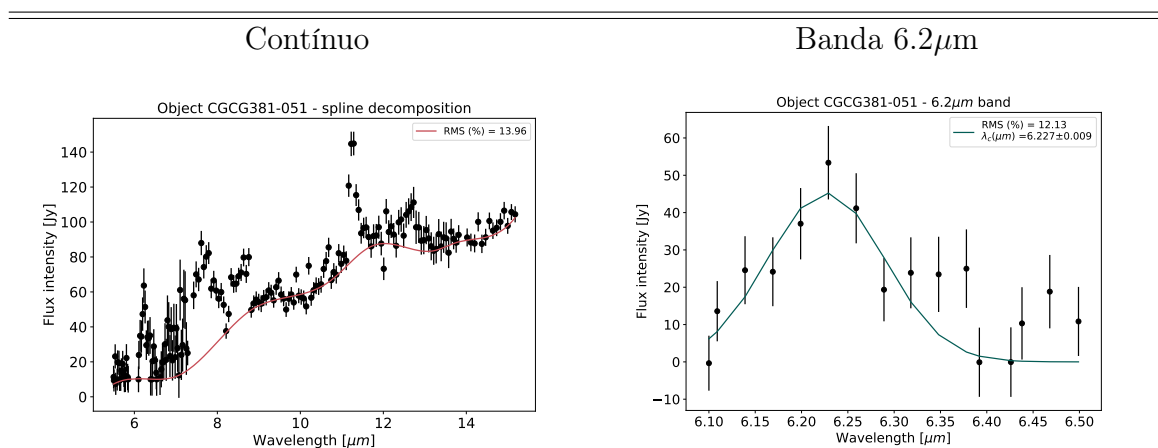 Contínuo
Banda 6.2μm
Object CGCG381-051 - spline decomposition
RMS (%) = 13.96
140
120
100
80
60
40
20
0
Flux intensity [Jy]
6
8
10
12
14
Wavelength [μm]
Object CGCG381-051 - 6.2μm band
RMS (%) = 12.13
λc(μm) =6.227±0.009
60
50
40
30
20
10
0
−10
Flux intensity [Jy]
6.10
6.15
6.20
6.25
6.30
6.35
6.40
6.45
6.50
Wavelength [μm]